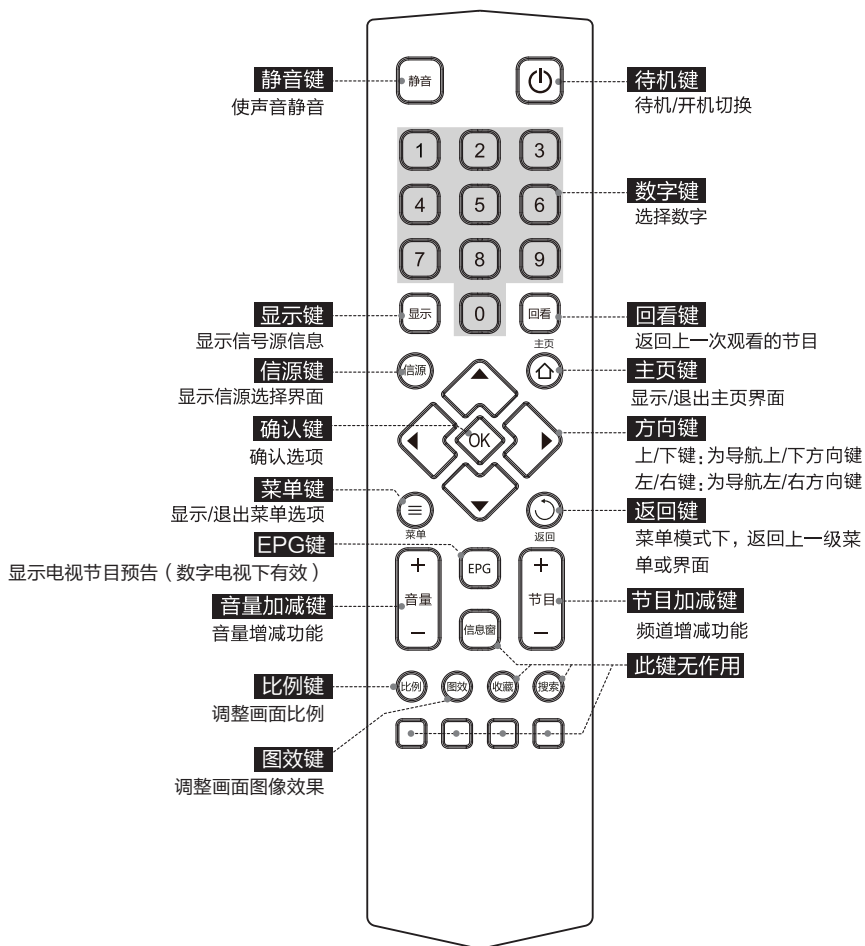 静音键
使声音静音
静音
待机键
待机/开机切换
1 2 3
4 5 6
7 8 9
0
数字键
选择数字
显示键
显示信号源信息
显示
回看
回看键
返回上一次观看的节目
信源键
显示信源选择界面
信源
主页
主页键
显示/退出主页界面
确认键
确认选项
OK
方向键
上/下键:为导航上/下方向键
左/右键:为导航左/右方向键
菜单键
显示/退出菜单选项
菜单
返回
返回键
菜单模式下，返回上一级菜
单或界面
EPG键
显示电视节目预告（数字电视下有效）
EPG
音量加减键
音量增减功能
+
音量
−
+
节目
−
节目加减键
频道增减功能
信息窗
此键无作用
比例键
调整画面比例
比例 图效 收藏 搜索
图效键
调整画面图像效果